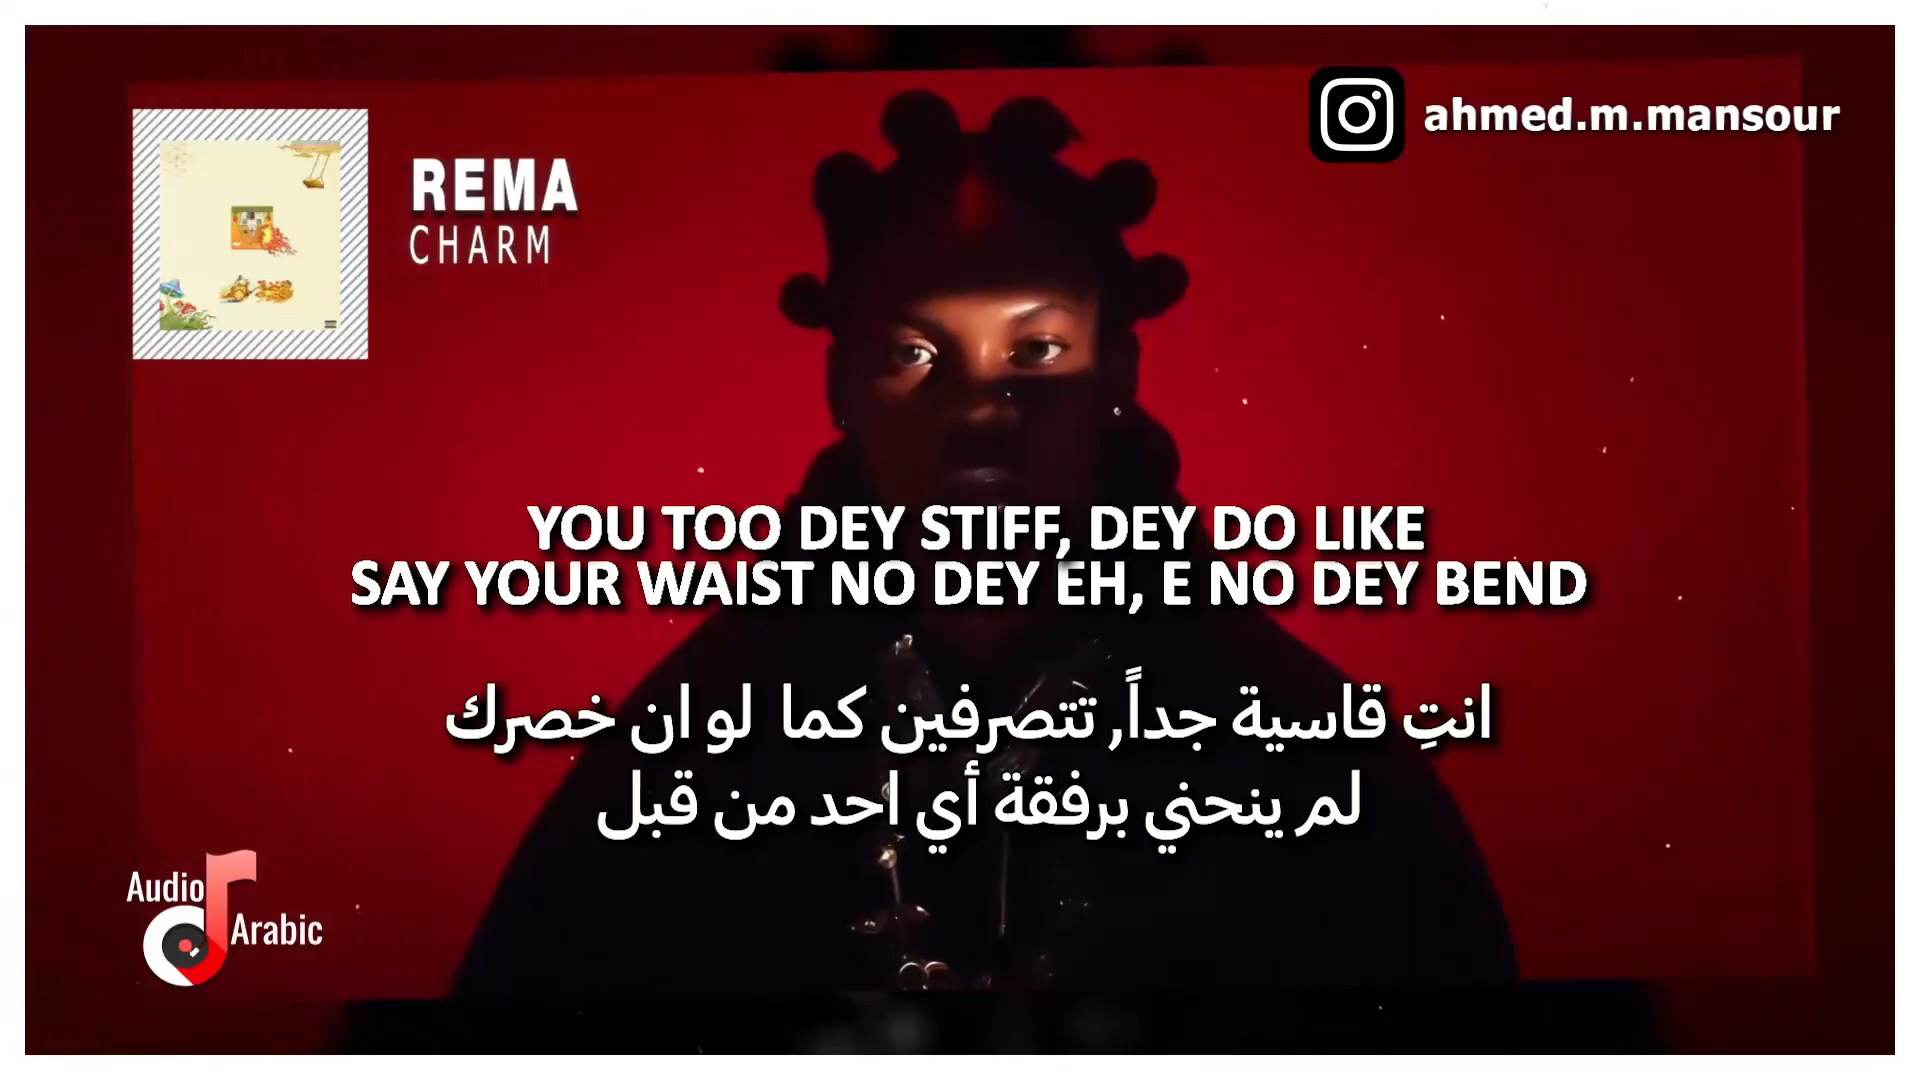 ahmed.m.mansour
REMA
CHARM
YOU TOO DEY STIFF, DEY DO LIKE
SAY YOUR WAIST NO DEY EH, E NO DEY BEND
انتِ قاسية جداً, تتصرفين كما لو ان خصرك
لم ينحني برفقة أي احد من قبل
Audio
Arabic